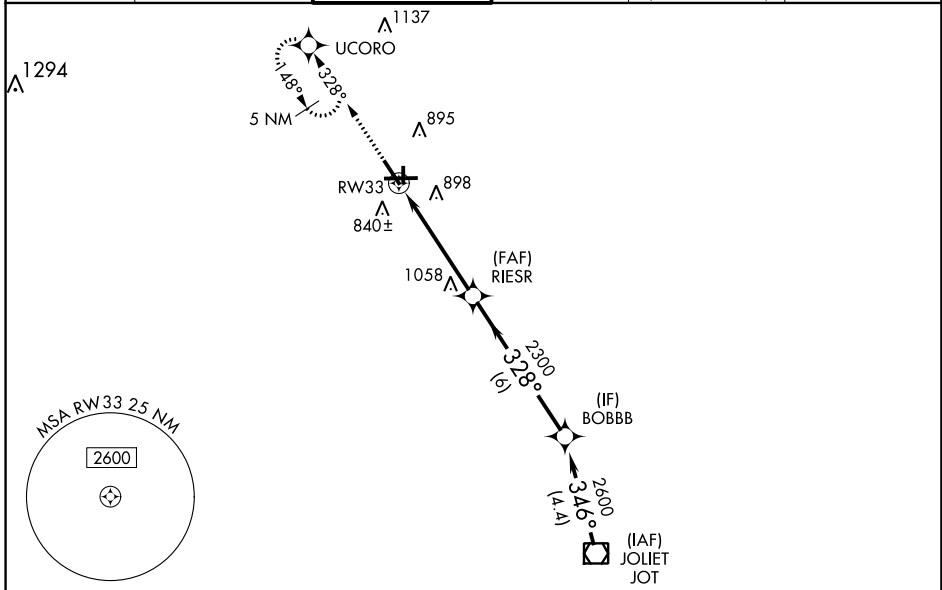 1137
UCORO
1294
148°
328°
5 NM
895
RW33
898
840±
(FAF)
RIESR
1058
2300
328°
(6)
(IF)
BOBBB
MSA RW33 25 NM
2600
2600
346°
(4.4)
(IAF)
JOLIET
JOT